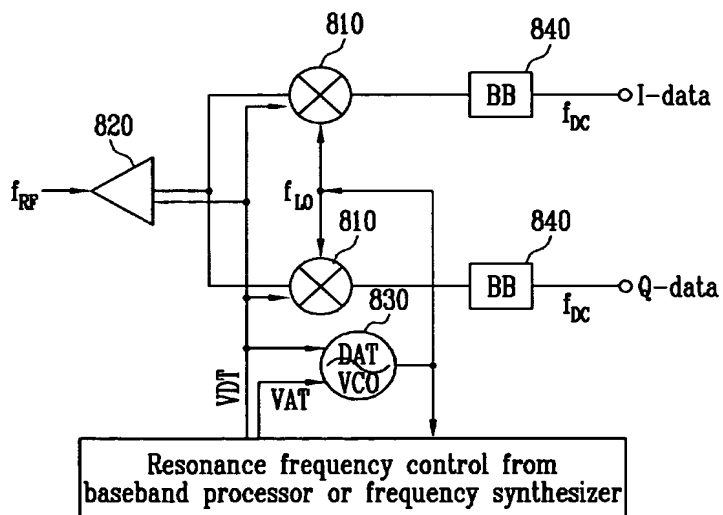 810
840
BB
I-data
f_DC
820
f_RF
f_LO
810
840
BB
Q-data
f_DC
830
DAT
VCO
VDT
VAT
Resonance frequency control from
baseband processor or frequency synthesizer